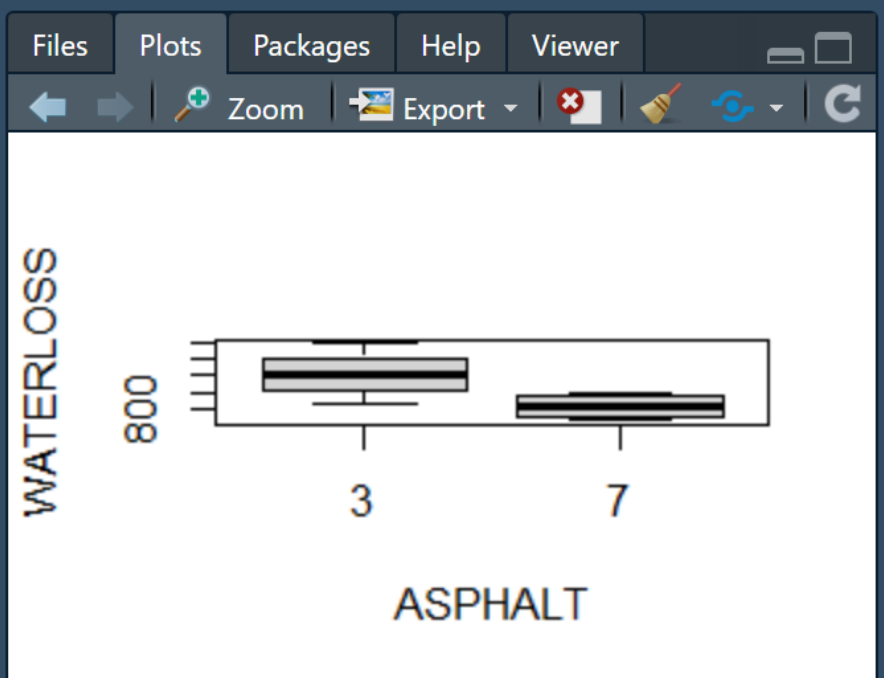 Files Plots Packages Help Viewer
Zoom Export
WATERLOSS
800
3 7
ASPHALT